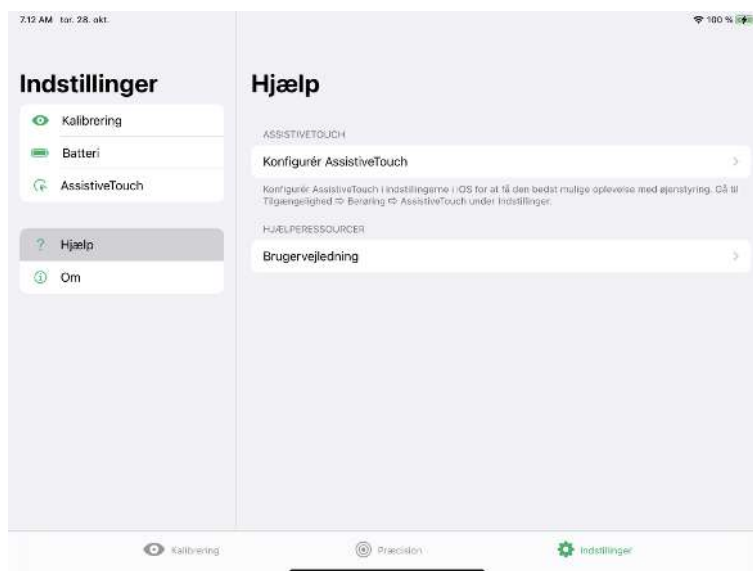 7.12 AM tor. 28. okt.
100 %
Indstillinger
Kalibrering
Batteri
AssistiveTouch
Hjælp
Om
Hjælp
ASSISTIVETOUCH
Konfigurér AssistiveTouch
Konfigurér AssistiveTouch i indstillingerne i iOS for at få den bedst mulige oplevelse med øjenstyring. Gå til
Tilgængelighed ⇨ Berøring ⇨ AssistiveTouch under Indstillinger.
HJÆLPERESSOURCER
Brugervejledning
Kalibrering
Præcision
Indstillinger